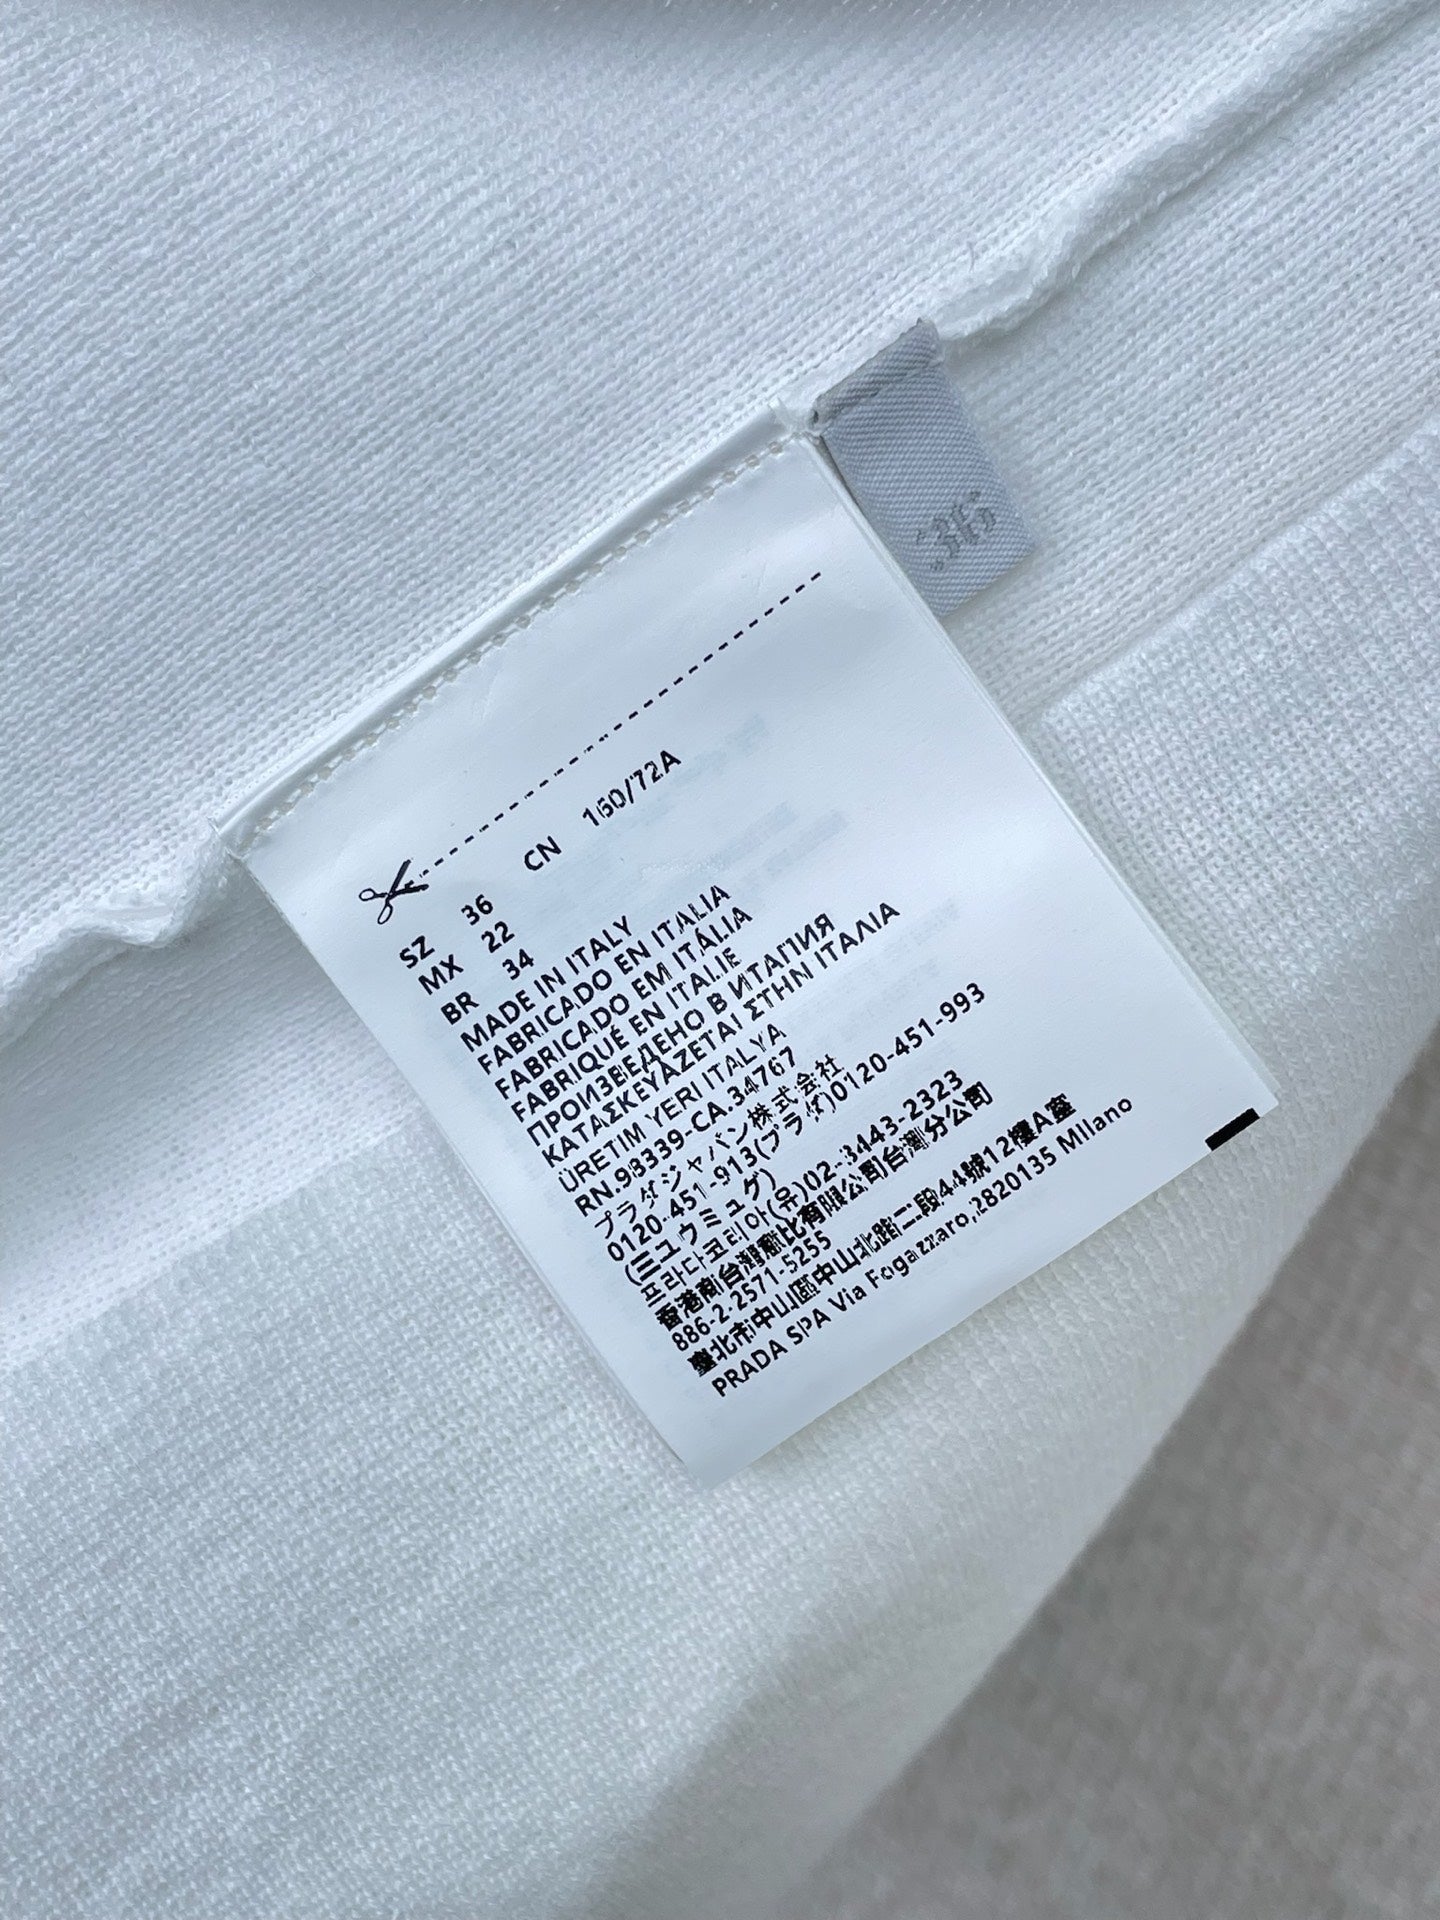 "36"
SZ 36 CN 160/72A
MX 22
BR 34
MADE IN ITALY
FABRICADO EN ITALIA
FABRICADO EM ITÁLIA
FABRIQUÉ EN ITALIE
ПРОИЗВЕДЕНО В ИТАПИЯ
ΚΑΤΑΣΚΕΥΑΖΕΤΑΙ ΣΤΗΝ ΙΤΑΛΙΑ
ÜRETIM YERI ITALYA
RN.98339-CA.34767
プラダジャパン株式会社
0120-451-913(プラダ)0120-451-993
(ミュウミュウ)
프라다코리아(유)02-3443-2323
香港商台灣普比有限公司台灣分公司
886-2-2571-5255
臺北市中山區中山北路二段44號12樓A室
PRADA SPA Via Fogazzaro,2820135 MIlano